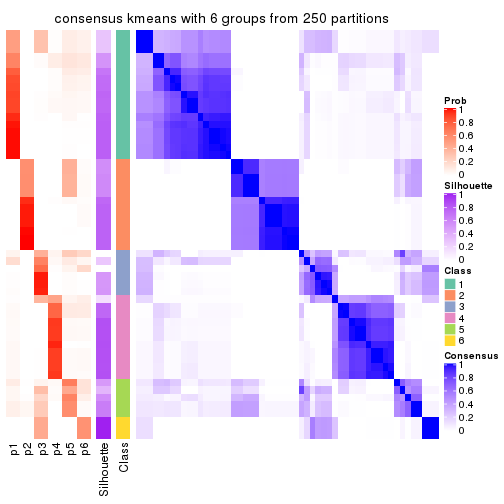 consensus kmeans with 6 groups from 250 partitions
Prob
1
0.8
0.6
0.4
0.2
0
Silhouette
1
0.8
0.6
0.4
0.2
0
Class
1
2
3
4
5
6
Consensus
1
0.8
0.6
0.4
0.2
0
p1
p2
p3
p4
p5
p6
Silhouette
Class